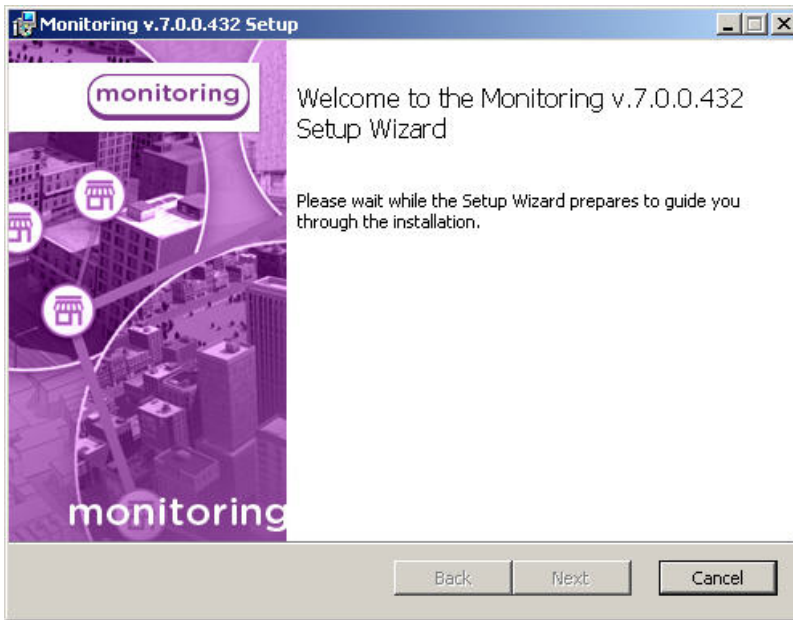 Monitoring v.7.0.0.432 Setup
monitoring
Welcome to the Monitoring v.7.0.0.432
Setup Wizard
Please wait while the Setup Wizard prepares to guide you
through the installation.
monitoring
Back
Next
Cancel